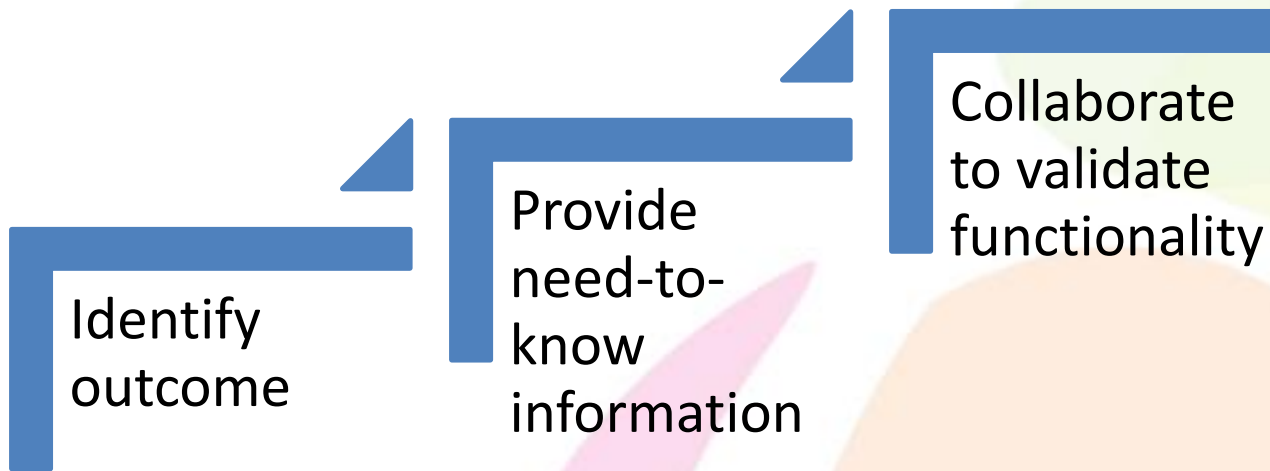 Identify
outcome
Provide
need-to-
know
information
Collaborate
to validate
functionality